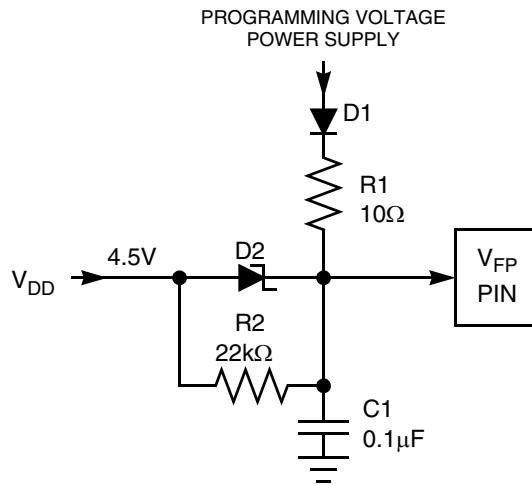 PROGRAMMING VOLTAGE
POWER SUPPLY
D1
R1
10Ω
4.5V
D2
VDD
VFP
PIN
R2
22kΩ
C1
0.1µF